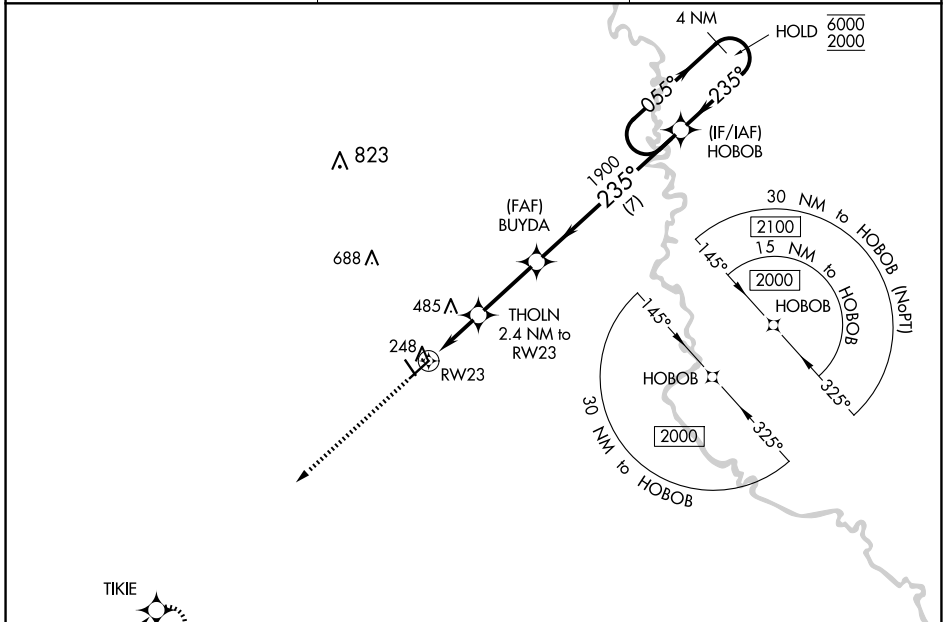 4 NM
HOLD
6000
2000
055°
235°
(IF/IAF)
HOBOB
823
1900
235°
(7)
(FAF)
BUYDA
688
485
THOLN
2.4 NM to
RW23
248
RW23
30 NM to HOBOB (NoPT)
2100
145°
15 NM to HOBOB
2000
HOBOB
325°
145°
HOBOB
2000
325°
30 NM to HOBOB
TIKIE